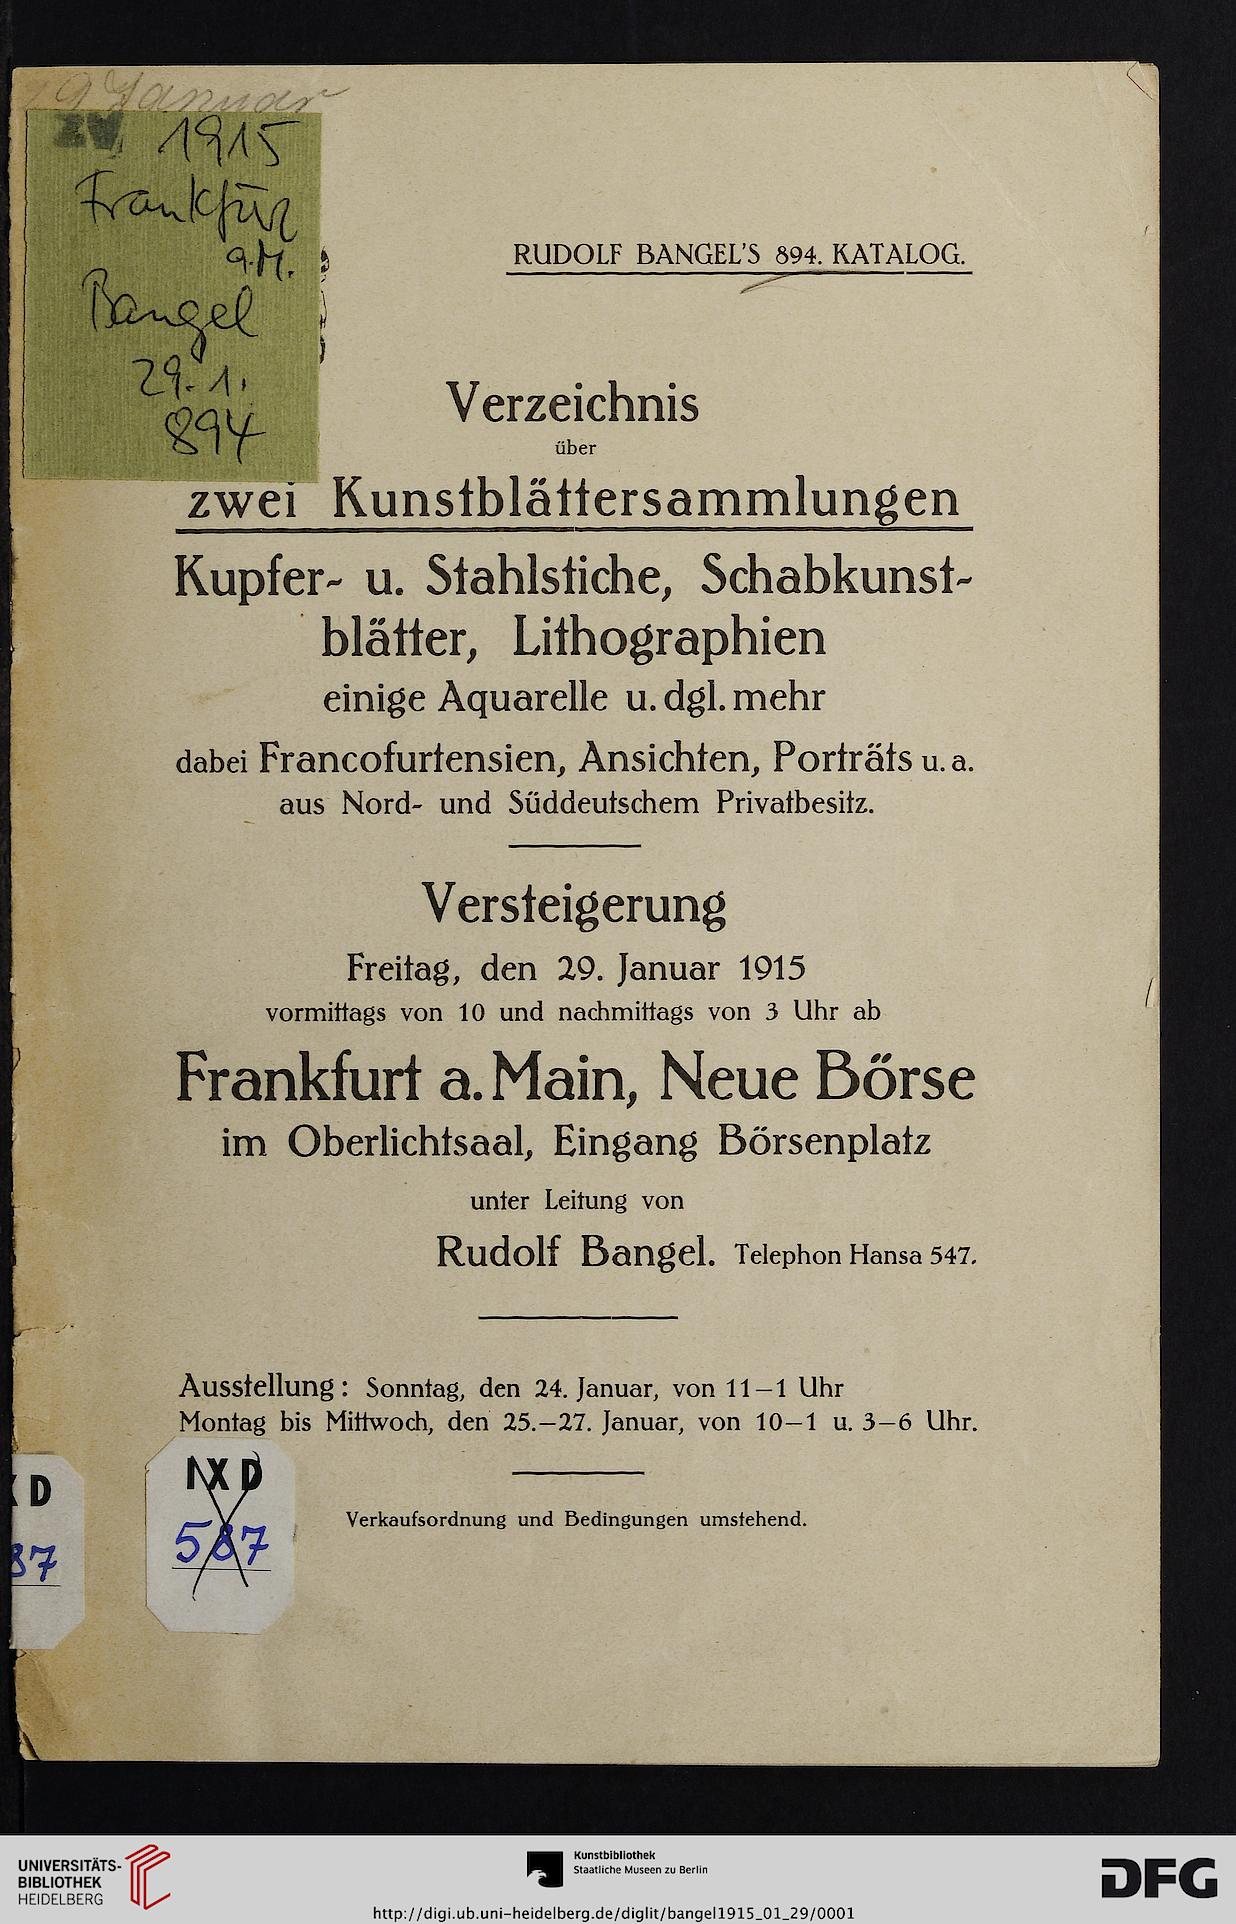 19 Januar
ZV. 1915
Frankfurt
a.M.
Bangel
29.1.
894
RUDOLF BANGEL'S 894. KATALOG.
Verzeichnis
über
zwei Kunstblättersammlungen
Kupfer- u. Stahlstiche, Schabkunst-
blätter, Lithographien
einige Aquarelle u. dgl. mehr
dabei Francofurtensien, Ansichten, Porträts u. a.
aus Nord- und Süddeutschem Privatbesitz.
Versteigerung
Freitag, den 29. Januar 1915
vormittags von 10 und nachmittags von 3 Uhr ab
Frankfurt a. Main, Neue Börse
im Oberlichtsaal, Eingang Börsenplatz
unter Leitung von
Rudolf Bangel. Telephon Hansa 547.
Ausstellung: Sonntag, den 24. Januar, von 11—1 Uhr
Montag bis Mittwoch, den 25.—27. Januar, von 10—1 u. 3—6 Uhr.
X D
87
IX D
587
Verkaufsordnung und Bedingungen umstehend.
UNIVERSITÄTS-
BIBLIOTHEK
HEIDELBERG
Kunstbibliothek
Staatliche Museen zu Berlin
DFG
http://digi.ub.uni-heidelberg.de/diglit/bangel1915_01_29/0001